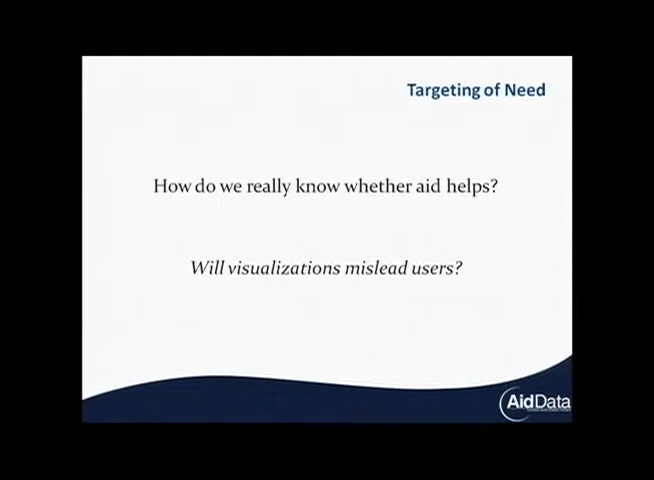 Targeting of Need
How do we really know whether aid helps?
Will visualizations mislead users?
AidData